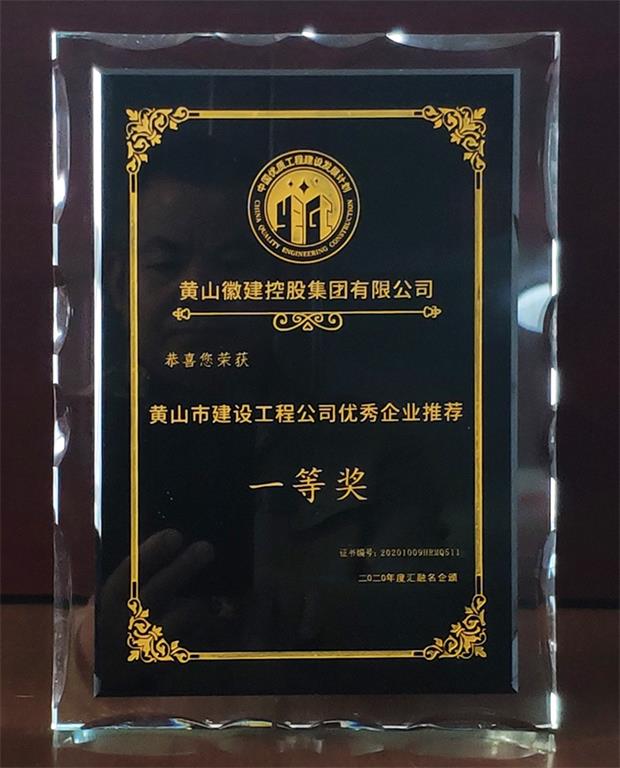 中国优质工程建设发展计划
CHINA QUALITY ENGINEERING CONSTRUCTION
黄山徽建控股集团有限公司
恭喜您荣获
黄山市建设工程公司优秀企业推荐
一等奖
证书编号：20201009HRMQ511
二〇二〇年度汇融名企颁